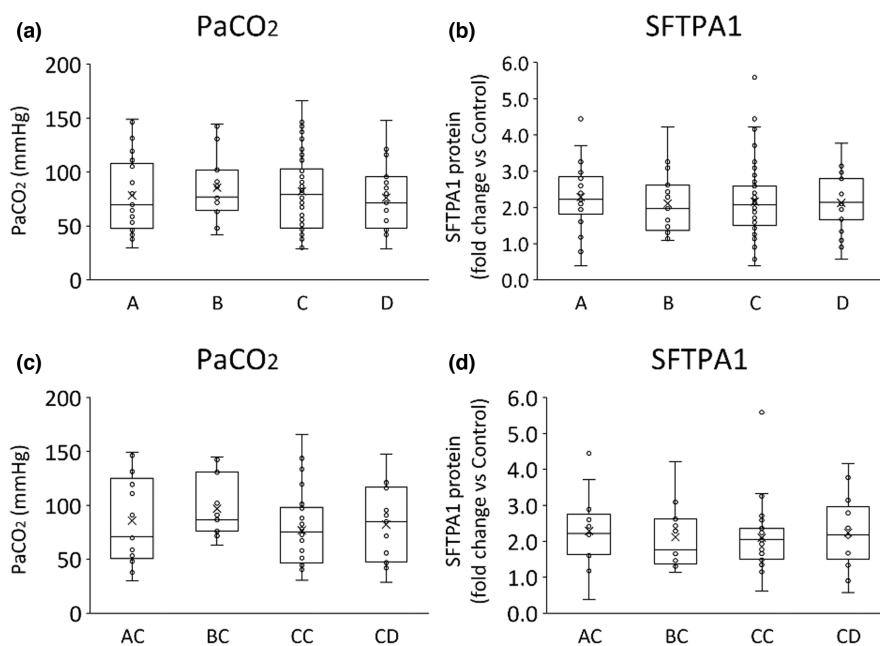 (a) PaCO2
PaCO2 (mmHg)
200
150
100
50
0
A B C D
(b) SFTPA1
SFTPA1 protein
(fold change vs Control)
6.0
5.0
4.0
3.0
2.0
1.0
0.0
A B C D
(c) PaCO2
PaCO2 (mmHg)
200
150
100
50
0
AC BC CC CD
(d) SFTPA1
SFTPA1 protein
(fold change vs Control)
6.0
5.0
4.0
3.0
2.0
1.0
0.0
AC BC CC CD